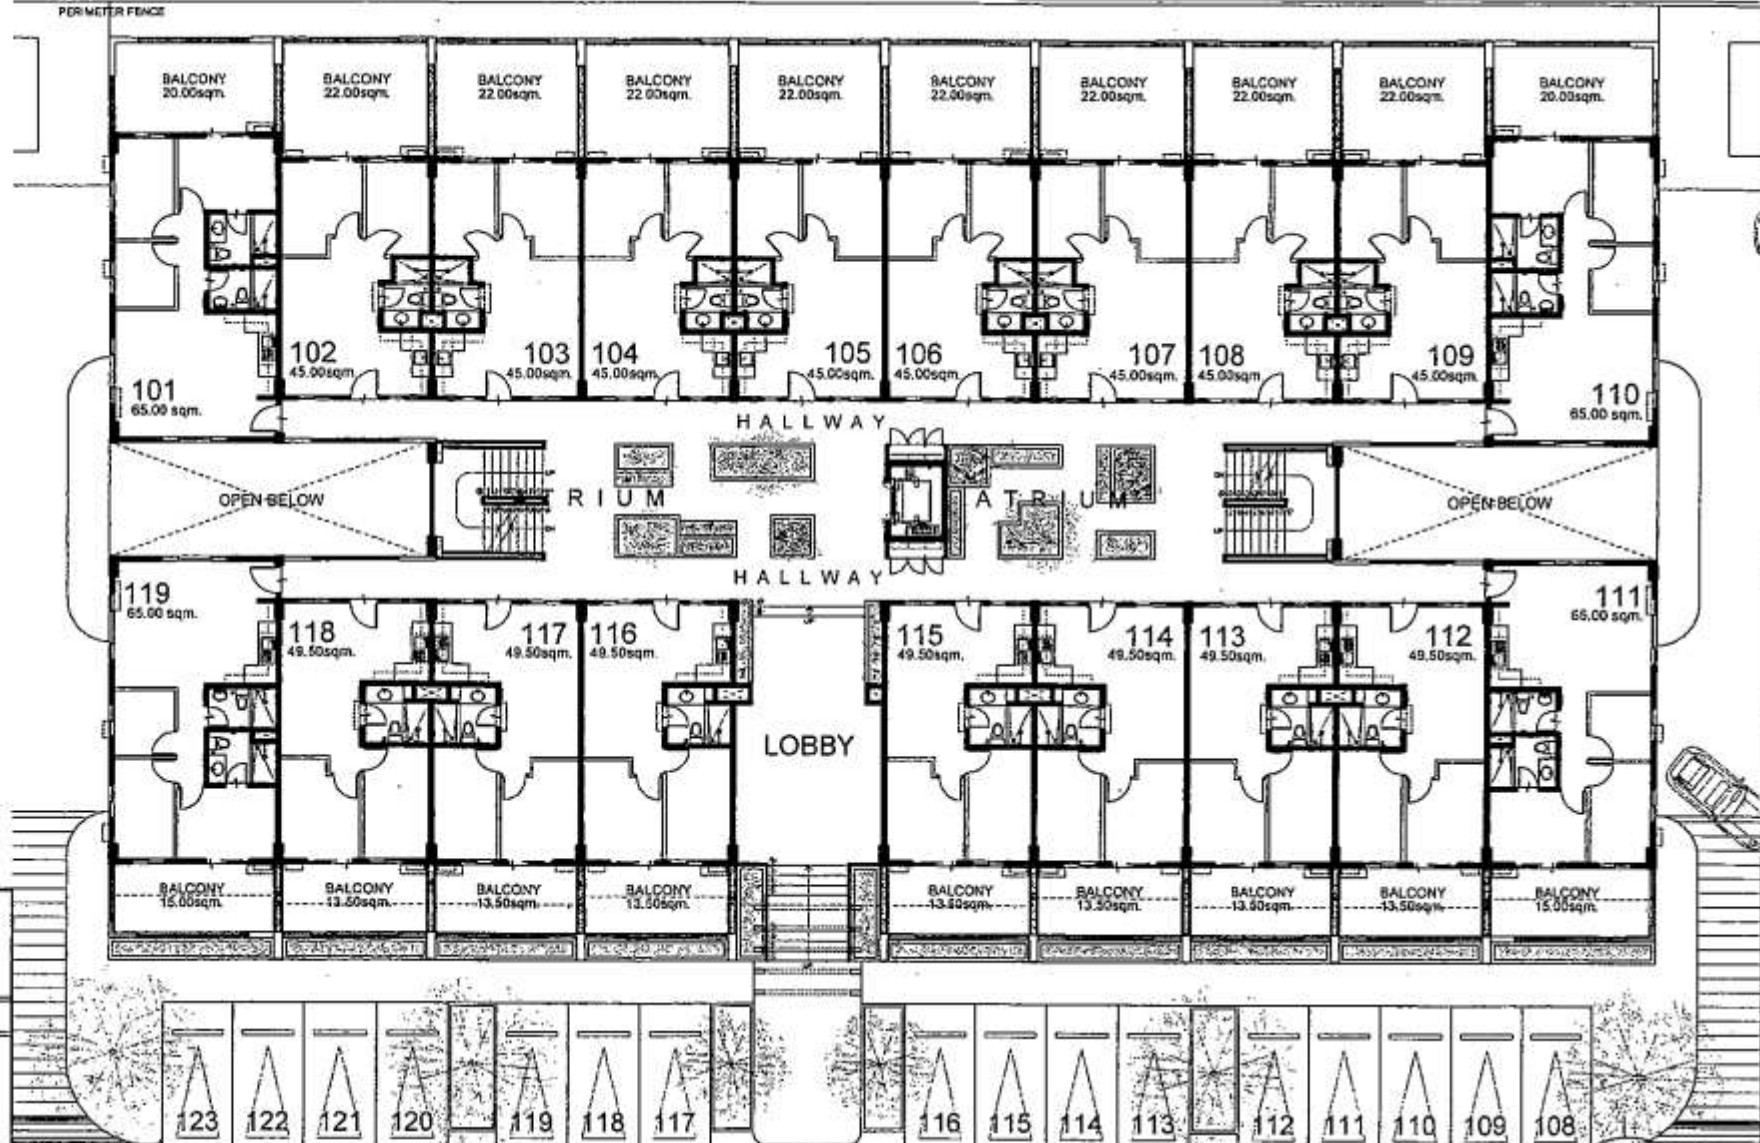 PERIMETER FENCE
BALCONY
20.00sqm.
BALCONY
22.00sqm.
BALCONY
22.00sqm.
BALCONY
22.00sqm.
BALCONY
22.00sqm.
BALCONY
22.00sqm.
BALCONY
22.00sqm.
BALCONY
22.00sqm.
BALCONY
22.00sqm.
BALCONY
20.00sqm.
101
65.00 sqm.
102
45.00sqm.
103
45.00sqm.
104
45.00sqm.
105
45.00sqm.
106
45.00sqm.
107
45.00sqm.
108
45.00sqm
109
45.00sqm.
110
65.00 sqm.
HALLWAY
OPEN BELOW
UP
RIUM
ATRIUM
OPEN BELOW
HALLWAY
119
65.00 sqm.
118
49.50sqm.
117
49.50sqm.
116
49.50sqm.
LOBBY
115
49.50sqm.
114
49.50sqm.
113
49.50sqm.
112
49.50sqm.
111
65.00 sqm.
BALCONY
15.00sqm.
BALCONY
13.50sqm.
BALCONY
13.50sqm.
BALCONY
13.50sqm.
BALCONY
13.50sqm.
BALCONY
13.50sqm.
BALCONY
13.50sqm.
BALCONY
13.50sqm.
BALCONY
15.00sqm.
123
122
121
120
119
118
117
116
115
114
113
112
111
110
109
108